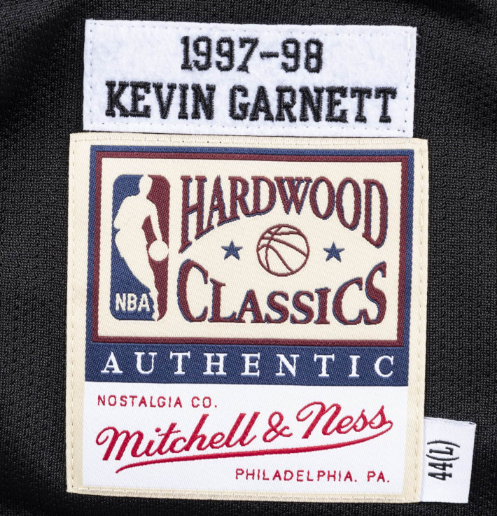 1997-98
KEVIN GARNETT
HARDWOOD
CLASSICS
NBA
AUTHENTIC
NOSTALGIA CO.
Mitchell & Ness
PHILADELPHIA. PA.
44(L)